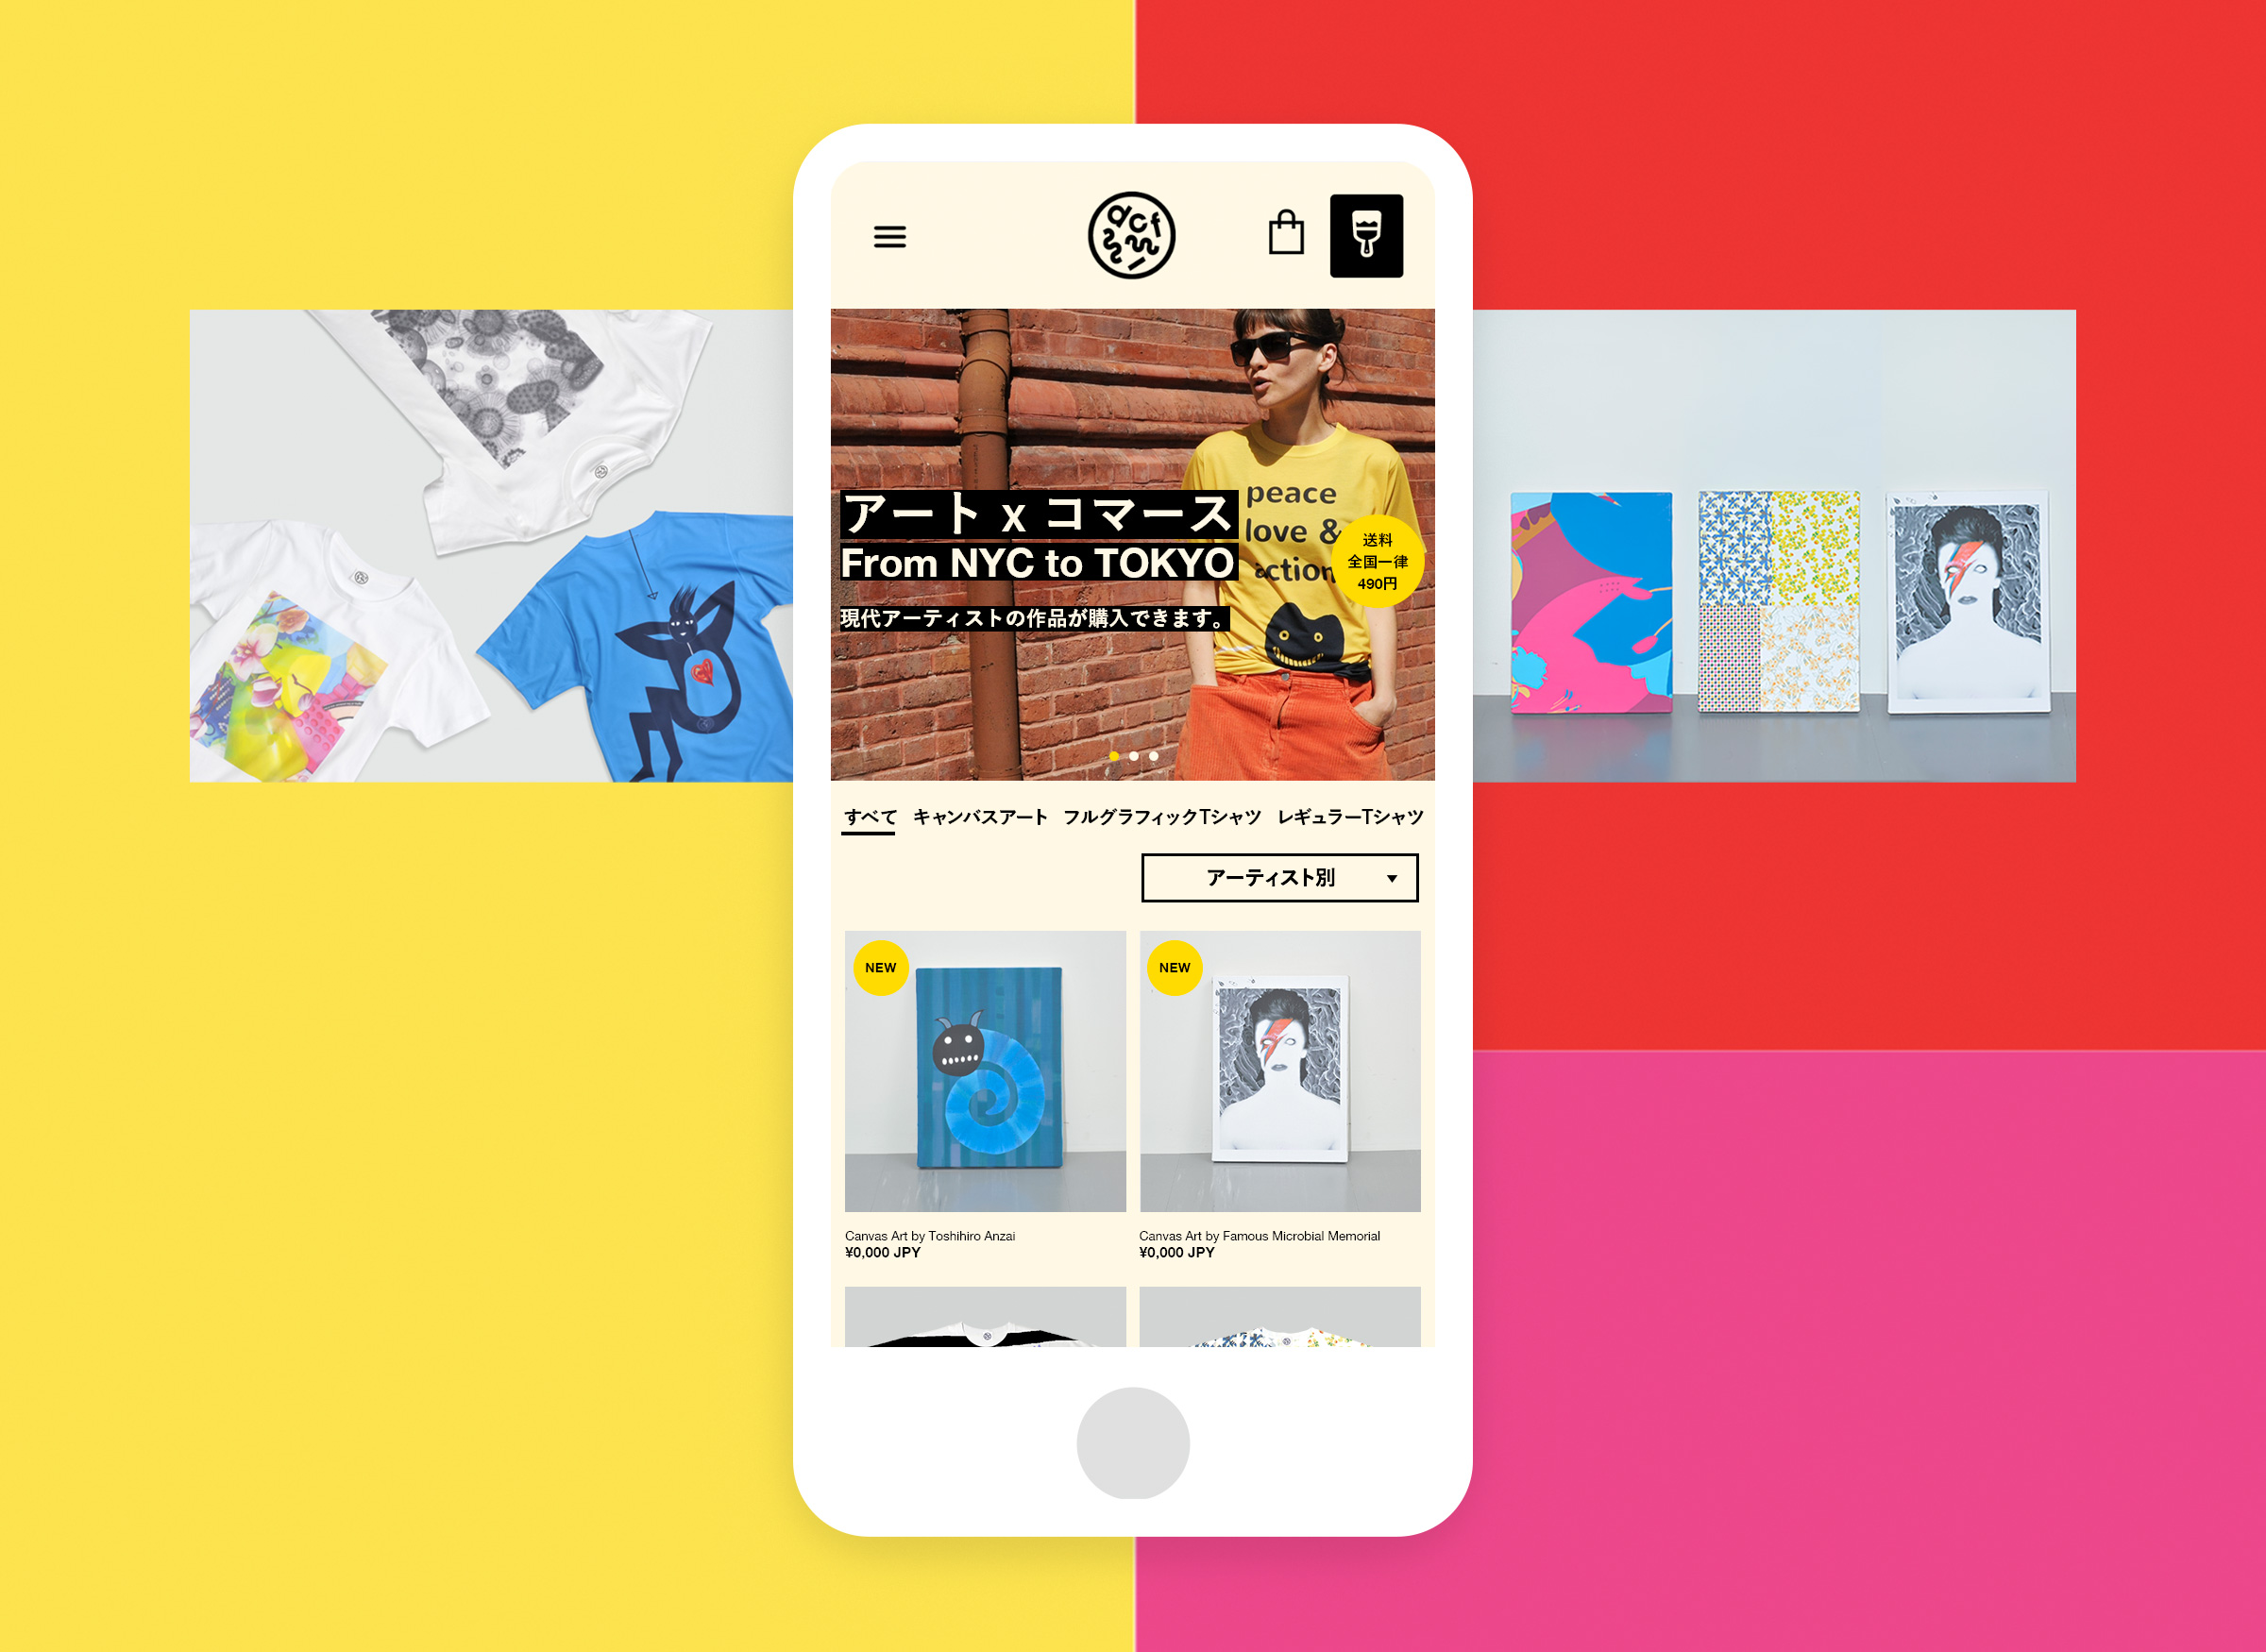 acf
アート x コマース
From NYC to TOKYO
現代アーティストの作品が購入できます。
peace
love &
action
送料
全国一律
490円
すべて キャンバスアート フルグラフィックTシャツ レギュラーTシャツ
アーティスト別
NEW
NEW
Canvas Art by Toshihiro Anzai
¥0,000 JPY
Canvas Art by Famous Microbial Memorial
¥0,000 JPY